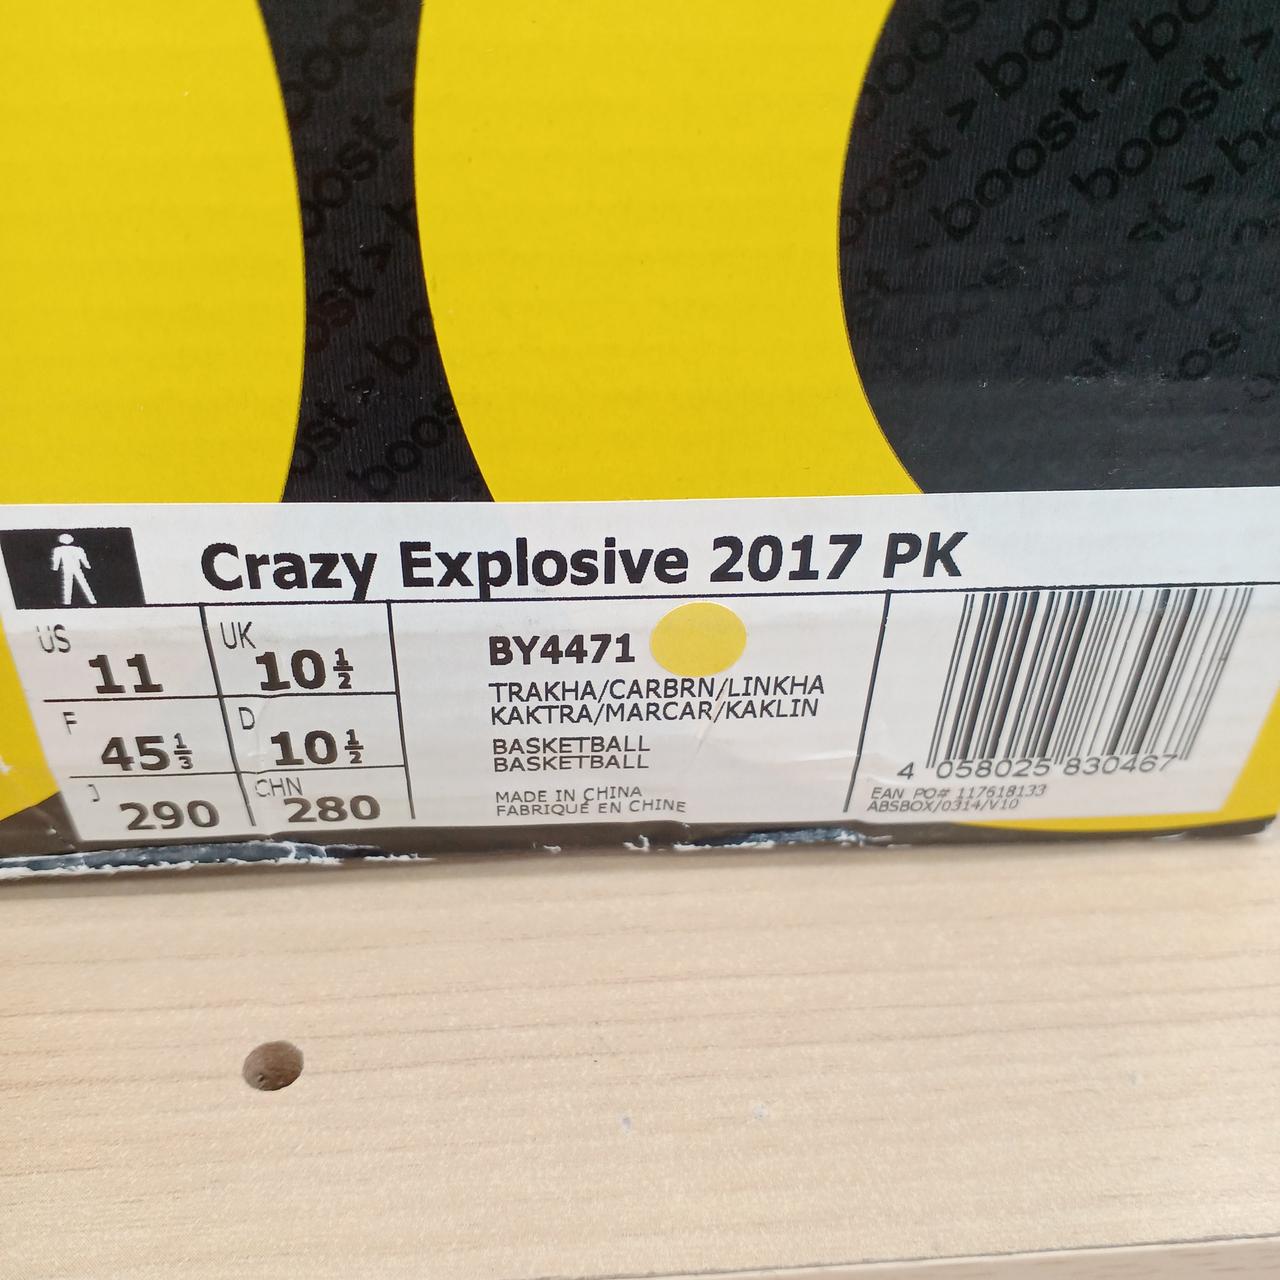 boost > boost > boost
Crazy Explosive 2017 PK
US 11
UK 10½
F 45⅓
D 10½
J 290
CHN 280
BY4471
TRAKHA/CARBRN/LINKHA
KAKTRA/MARCAR/KAKLIN
BASKETBALL
BASKETBALL
MADE IN CHINA
FABRIQUÉ EN CHINE
4 058025 830467
EAN PO# 117618133
ABSBOX/0314/V10